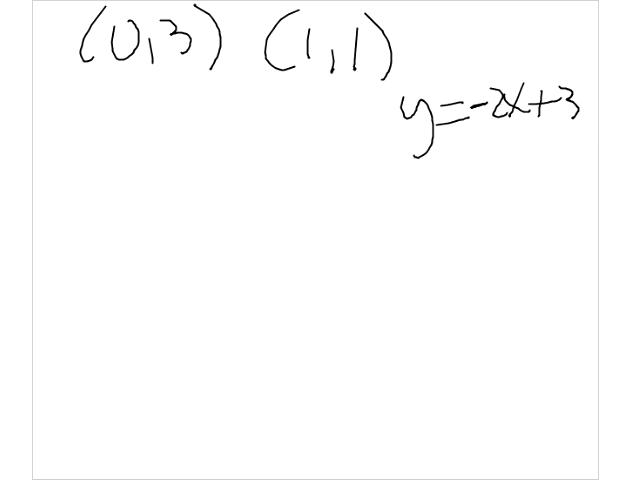 (0,3) (1,1)
y=-2x+3